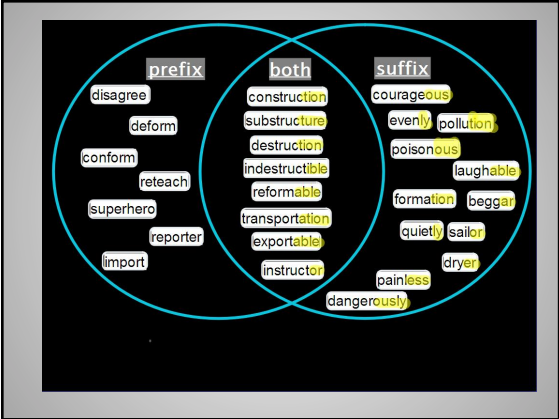 prefix
both
suffix
disagree
deform
conform
reteach
superhero
reporter
import
construction
substructure
destruction
indestructible
reformable
transportation
exportable
instructor
courageous
evenly
pollution
poisonous
laughable
formation
beggar
quietly
sailor
dryer
painless
dangerously